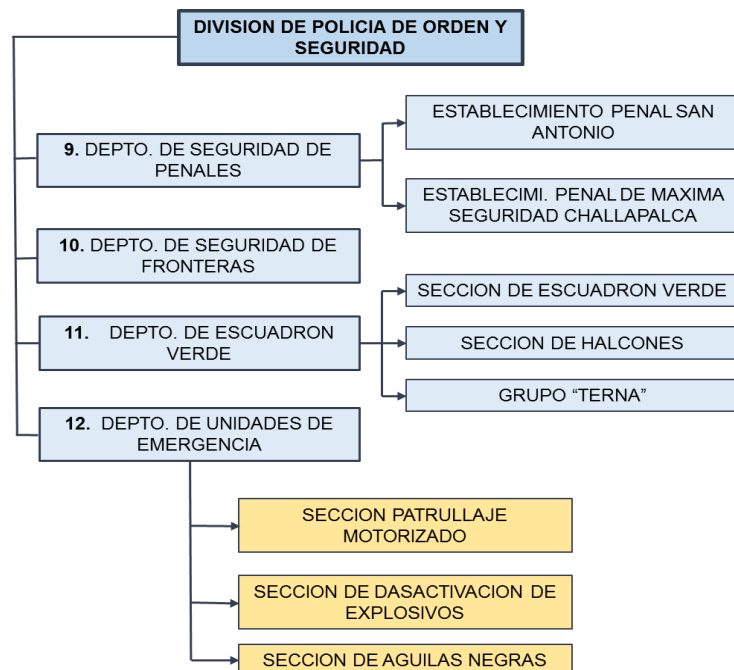 DIVISION DE POLICIA DE ORDEN Y
SEGURIDAD
9. DEPTO. DE SEGURIDAD DE
PENALES
ESTABLECIMIENTO PENAL SAN
ANTONIO
ESTABLECIMI. PENAL DE MAXIMA
SEGURIDAD CHALLAPALCA
10. DEPTO. DE SEGURIDAD DE
FRONTERAS
11. DEPTO. DE ESCUADRON
VERDE
SECCION DE ESCUADRON VERDE
SECCION DE HALCONES
GRUPO “TERNA”
12. DEPTO. DE UNIDADES DE
EMERGENCIA
SECCION PATRULLAJE
MOTORIZADO
SECCION DE DASACTIVACION DE
EXPLOSIVOS
SECCION DE AGUILAS NEGRAS